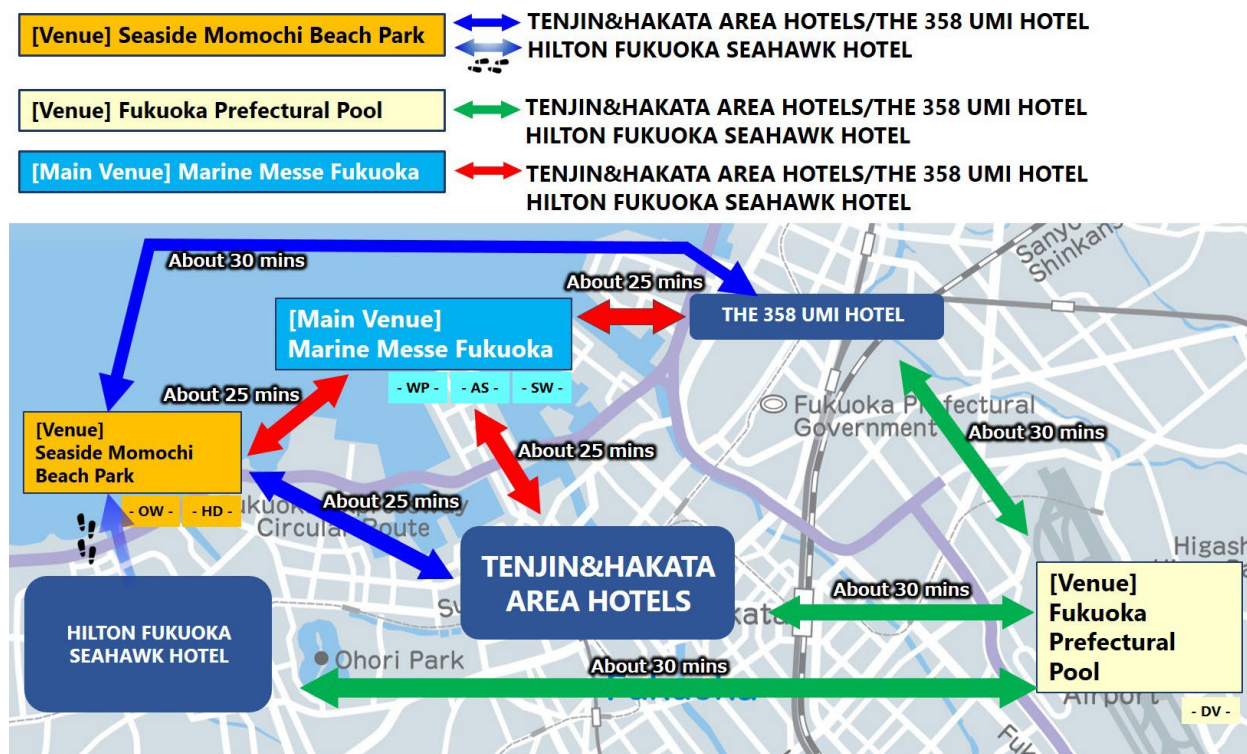 [Venue] Seaside Momochi Beach Park
TENJIN&HAKATA AREA HOTELS/THE 358 UMI HOTEL
HILTON FUKUOKA SEAHAWK HOTEL
[Venue] Fukuoka Prefectural Pool
TENJIN&HAKATA AREA HOTELS/THE 358 UMI HOTEL
HILTON FUKUOKA SEAHAWK HOTEL
[Main Venue] Marine Messe Fukuoka
TENJIN&HAKATA AREA HOTELS/THE 358 UMI HOTEL
HILTON FUKUOKA SEAHAWK HOTEL
Shinkans
About 30 mins
About 25 mins
[Main Venue]
Marine Messe Fukuoka
THE 358 UMI HOTEL
- WP -
- AS -
- SW -
About 25 mins
Fukuoka
Government
About 30 mins
[Venue]
Seaside Momochi
Beach Park
About 25 mins
About 25 mins
- OW -
- HD -
Circular Route
TENJIN&HAKATA
AREA HOTELS
Higash
About 30 mins
[Venue]
Fukuoka
Prefectural
Pool
HILTON FUKUOKA
SEAHAWK HOTEL
Ohori Park
About 30 mins
Airport
- DV -